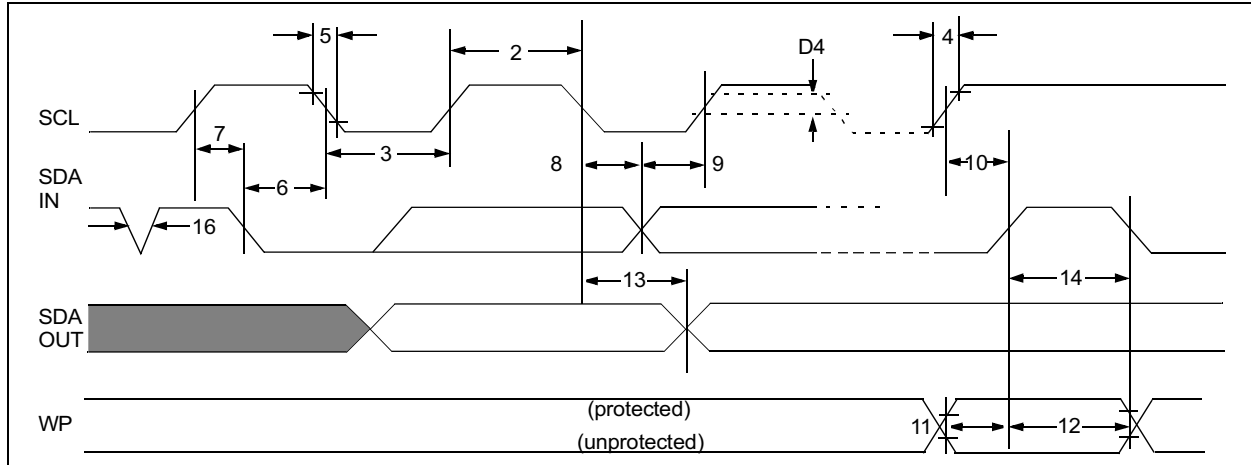 5
2
D4
4
SCL
7
3
8
9
10
SDA
IN
6
16
13
14
SDA
OUT
WP
(protected)
(unprotected)
11
12